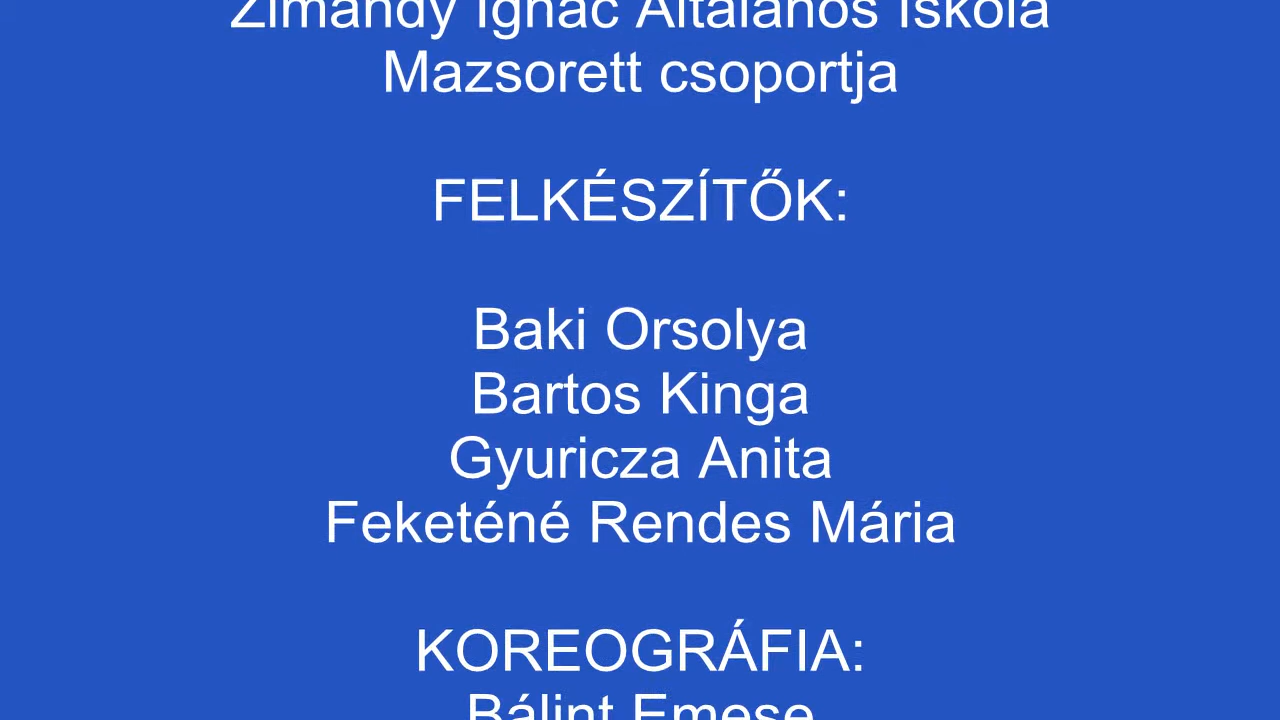 Zimándy Ignác Általános Iskola
Mazsorett csoportja
FELKÉSZÍTŐK:
Baki Orsolya
Bartos Kinga
Gyuricza Anita
Feketéné Rendes Mária
KOREOGRÁFIA:
Bálint Emese